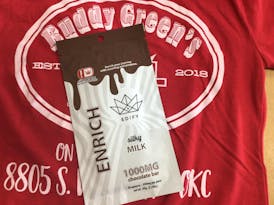 Buddy Green's
EST
2018
ENRICH
EDIFY
silky
MILK
1000MG
chocolate bar
ON
8805 S.
OKC